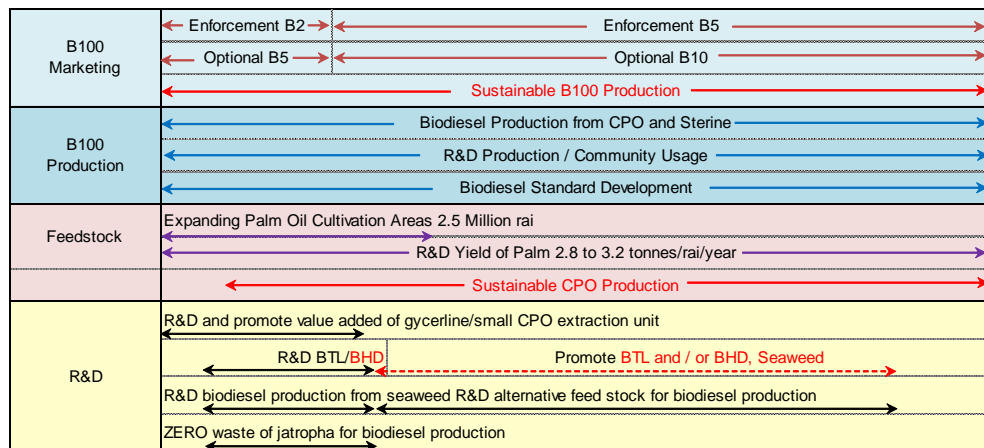 B100
Marketing
Enforcement B2
Enforcement B5
Optional B5
Optional B10
Sustainable B100 Production
B100
Production
Biodiesel Production from CPO and Sterine
R&D Production / Community Usage
Biodiesel Standard Development
Feedstock
Expanding Palm Oil Cultivation Areas 2.5 Million rai
R&D Yield of Palm 2.8 to 3.2 tonnes/rai/year
Sustainable CPO Production
R&D
R&D and promote value added of gycerline/small CPO extraction unit
R&D BTL/BHD
Promote BTL and / or BHD, Seaweed
R&D biodiesel production from seaweed R&D alternative feed stock for biodiesel production
ZERO waste of jatropha for biodiesel production